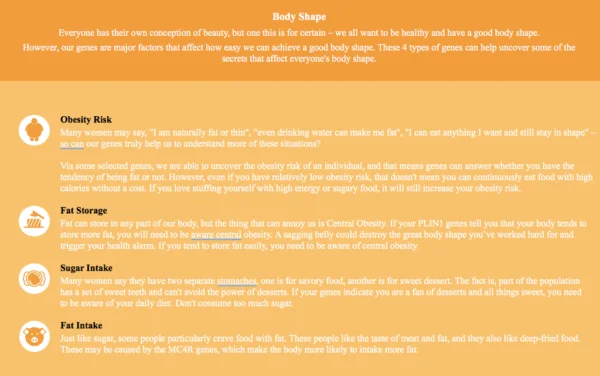 Body Shape
Everyone has their own conception of beauty, but one this is for certain – we all want to be healthy and have a good body shape.
However, our genes are major factors that affect how easy we can achieve a good body shape. These 4 types of genes can help uncover some of the
secrets that affect everyone's body shape.
Obesity Risk
Many women may say, "I am naturally fat or thin", "even drinking water can make me fat", "I can eat anything I want and still stay in shape" –
so can our genes truly help us to understand more of these situations?
Via some selected genes, we are able to uncover the obesity risk of an individual, and that means genes can answer whether you have the
tendency of being fat or not. However, even if you have relatively low obesity risk, that doesn't mean you can continuously eat food with high
calories without a cost. If you love stuffing yourself with high energy or sugary food, it will still increase your obesity risk.
Fat Storage
Fat can store in any part of our body, but the thing that can annoy us is Central Obesity. If your PLIN1 genes tell you that your body tends to
store more fat, you will need to be aware central obesity. A sagging belly could destroy the great body shape you've worked hard for and
trigger your health alarm. If you tend to store fat easily, you need to be aware of central obesity.
Sugar Intake
Many women say they have two separate stomaches, one is for savory food, another is for sweet dessert. The fact is, part of the population
has a set of sweet teeth and can't avoid the power of desserts. If your genes indicate you are a fan of desserts and all things sweet, you need
to be aware of your daily diet. Don't consume too much sugar.
Fat Intake
Just like sugar, some people particularly crave food with fat. These people like the taste of meat and fat, and they also like deep-fried food.
These may be caused by the MC4R genes, which make the body more likely to intake more fat.